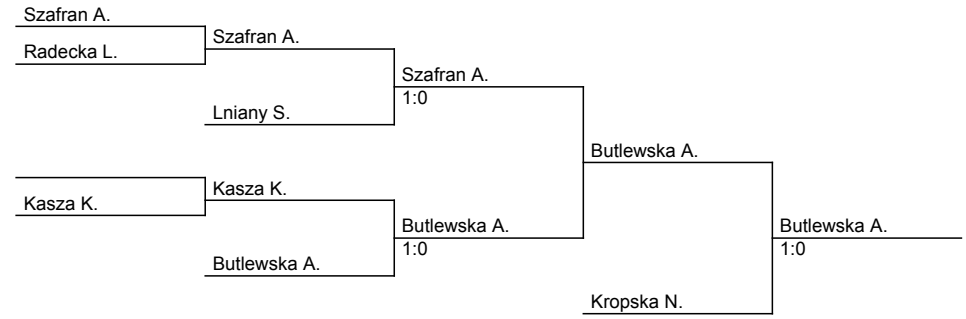 Szafran A.
Radecka L.
Szafran A.
Szafran A.
1:0
Lniany S.
Butlewska A.
Kasza K.
Kasza K.
Butlewska A.
1:0
Butlewska A.
1:0
Butlewska A.
Kropska N.